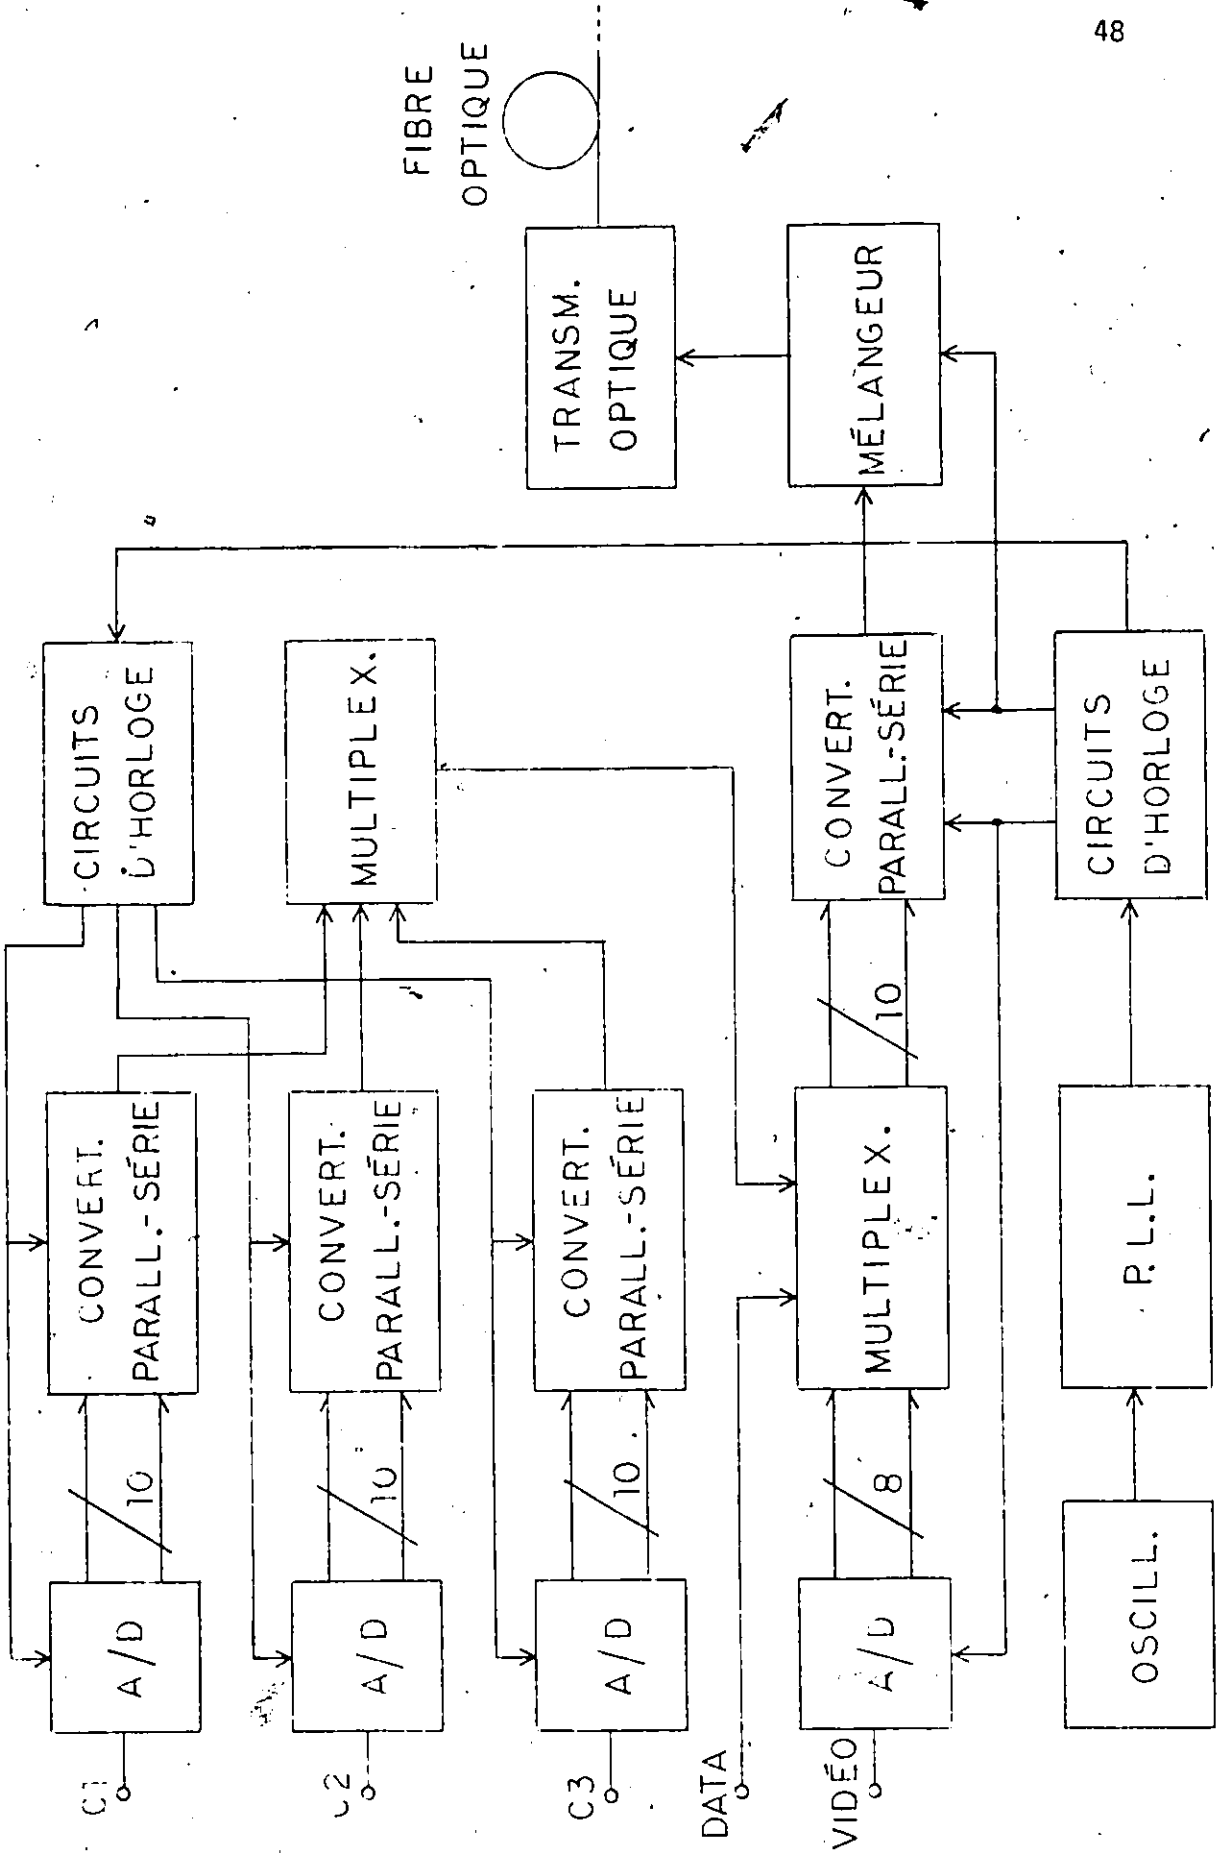 48
FIBRE
OPTIQUE
TRANSM.
OPTIQUE
MÉLANGEUR
CIRCUITS
D'HORLOGE
MULTIPLEX.
CONVERT.
PARALL.-SÉRIE
CIRCUITS
D'HORLOGE
CONVERT.
PARALL.-SÉRIE
CONVERT.
PARALL.-SÉRIE
CONVERT.
PARALL.-SÉRIE
MULTIPLEX.
10
P.L.L.
10
10
10
8
A/D
A/D
A/D
A/D
OSCILL.
C1
C2
C3
DATA
VIDÉO